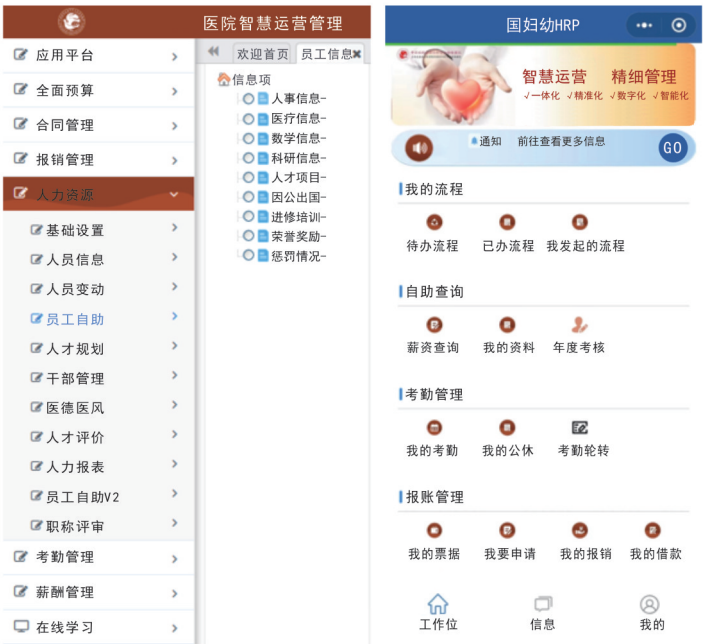 医院智慧运营管理
应用平台
全面预算
合同管理
报销管理
人力资源
基础设置
人员信息
人员变动
员工自助
人才规划
干部管理
医德医风
人才评价
人力报表
员工自助V2
职称评审
考勤管理
薪酬管理
在线学习
欢迎首页 员工信息
信息项
人事信息-
医疗信息-
数学信息-
科研信息-
人才项目-
因公出国-
进修培训-
荣誉奖励-
惩罚情况-
国妇幼HRP
智慧运营 精细管理
√一体化 √精准化 √数字化 √智能化
通知 前往查看更多信息 GO
我的流程
待办流程 已办流程 我发起的流程
自助查询
薪资查询 我的资料 年度考核
考勤管理
我的考勤 我的公休 考勤轮转
报账管理
我的票据 我要申请 我的报销 我的借款
工作位 信息 我的